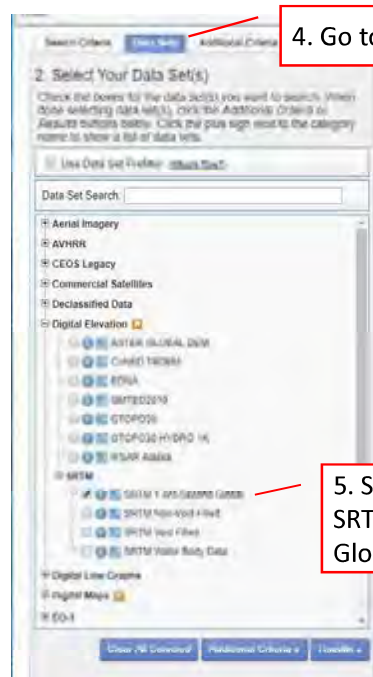 4. Go to
Search Criteria Data Sets Additional Criteria
2. Select Your Data Set(s)
Check the boxes for the data set(s) you want to search. When
done selecting data set(s), click the Additional Criteria or
Results buttons below. Click the plus sign next to the category
name to show a list of data sets.
Use Data Set Prefilter (What's This?)
Data Set Search:
Aerial Imagery
AVHRR
CEOS Legacy
Commercial Satellites
Declassified Data
Digital Elevation
ASTER GLOBAL DEM
EDNA
GMTED2010
GTOPO30
GTOPO30 HYDRO 1K
IFSAR Alaska
SRTM
SRTM 1 Arc-Second Global
5. S
SRTM Non-Void Filled
SRT
SRTM Void Filled
Glo
SRTM Water Body Data
Digital Line Graphs
Digital Maps
EO-1
Clear All Selected Additional Criteria » Results »